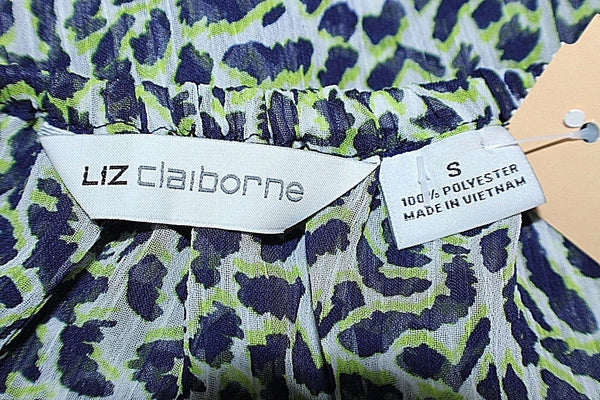 LIZ claiborne
S
100% POLYESTER
MADE IN VIETNAM